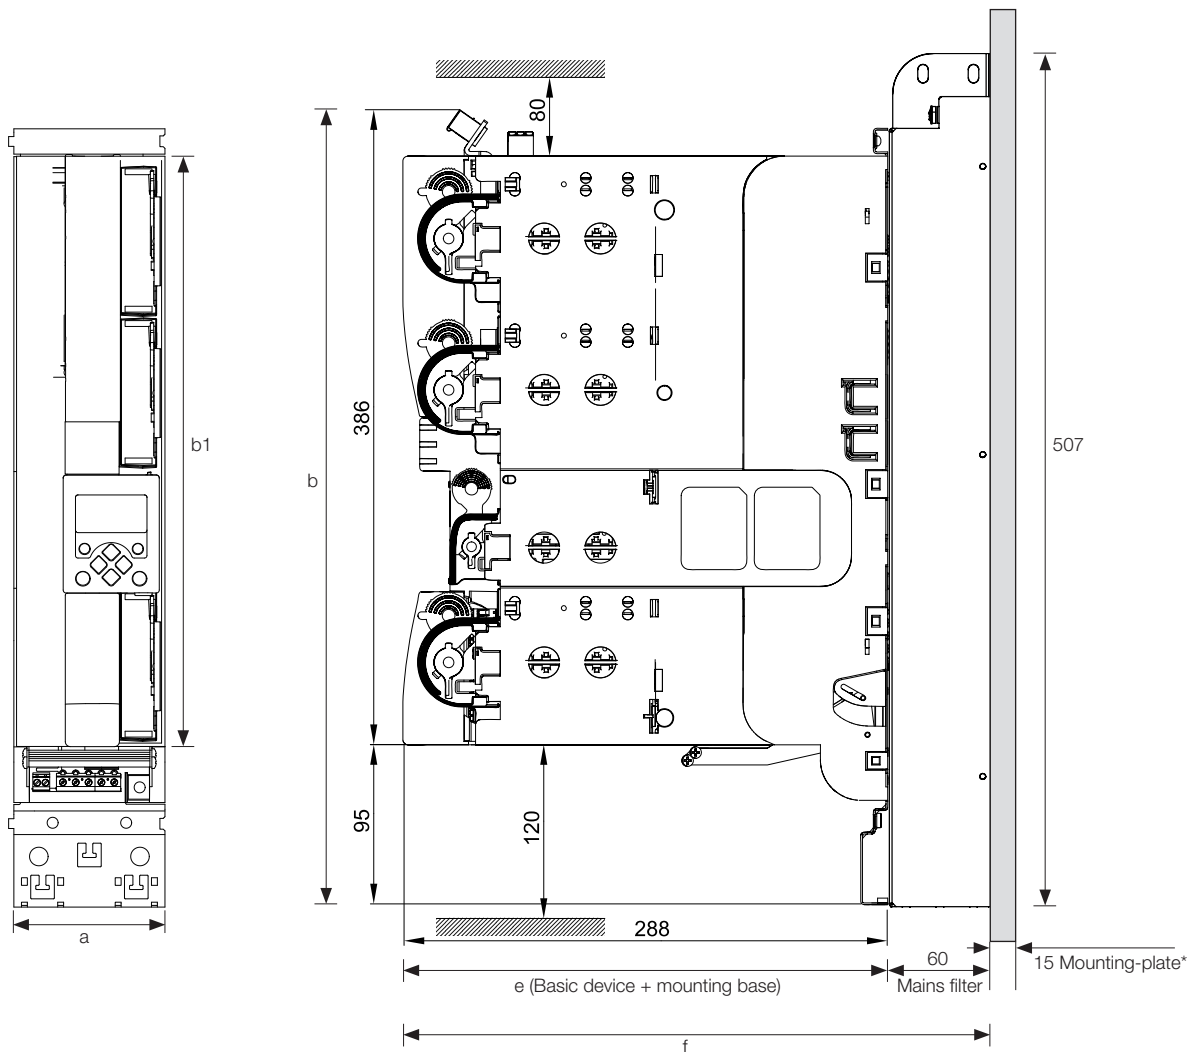 80
386
b1
b
507
95
120
a
288
15 Mounting-plate*
60
e (Basic device + mounting base)
Mains filter
f